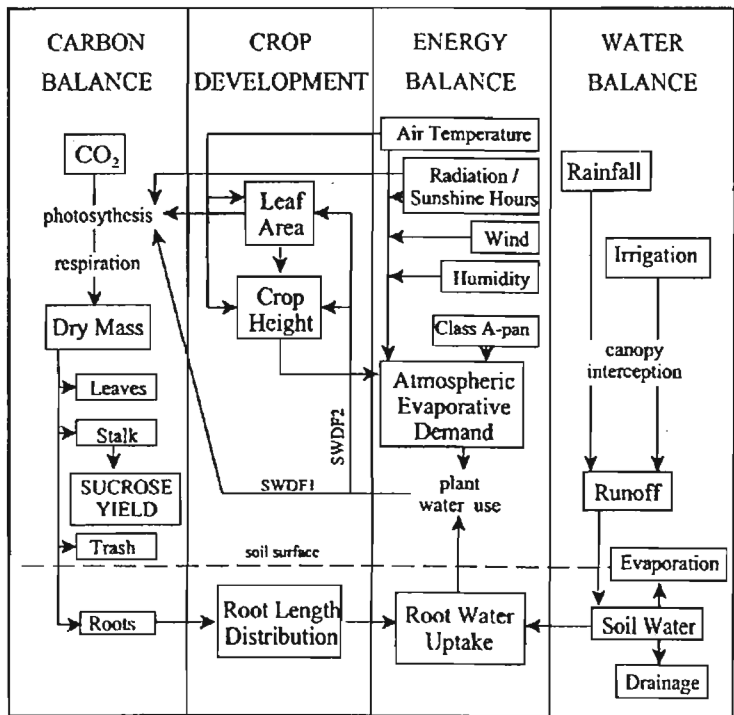 CARBON
BALANCE
CO₂
photosythesis
respiration
Dry Mass
Leaves
Stalk
SUCROSE
YIELD
Trash
Roots
CROP
DEVELOPMENT
Leaf
Area
Crop
Height
SWDF2
SWDF1
soil surface
Root Length
Distribution
ENERGY
BALANCE
Air Temperature
Radiation /
Sunshine Hours
Wind
Humidity
Class A-pan
Atmospheric
Evaporative
Demand
plant
water use
Root Water
Uptake
WATER
BALANCE
Rainfall
Irrigation
canopy
interception
Runoff
Evaporation
Soil Water
Drainage